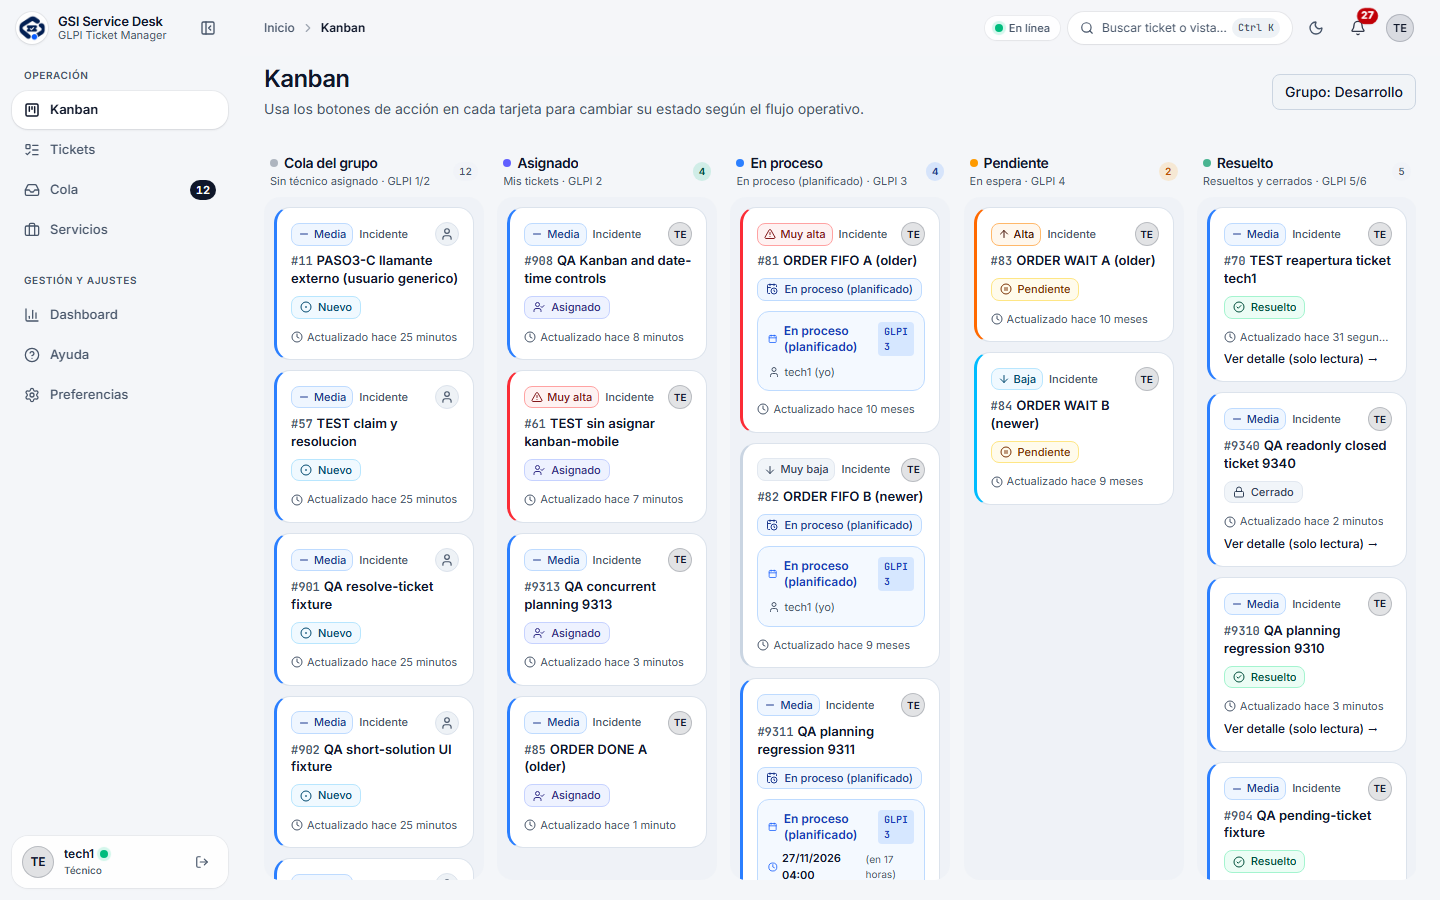 GSI Service Desk
GLPI Ticket Manager
OPERACIÓN
Kanban
Tickets
Cola 12
Servicios
GESTIÓN Y AJUSTES
Dashboard
Ayuda
Preferencias
TE tech1
Técnico
Inicio > Kanban
En línea
Buscar ticket o vista... Ctrl K
27
TE
Kanban
Usa los botones de acción en cada tarjeta para cambiar su estado según el flujo operativo.
Grupo: Desarrollo
Cola del grupo
Sin técnico asignado · GLPI 1/2
12
Media Incidente
#11 PASO3-C llamante
externo (usuario generico)
Nuevo
Actualizado hace 25 minutos
Media Incidente
#57 TEST claim y
resolucion
Nuevo
Actualizado hace 25 minutos
Media Incidente
#901 QA resolve-ticket
fixture
Nuevo
Actualizado hace 25 minutos
Media Incidente
#902 QA short-solution UI
fixture
Nuevo
Actualizado hace 25 minutos
Asignado
Mis tickets · GLPI 2
4
Media Incidente TE
#908 QA Kanban and date-
time controls
Asignado
Actualizado hace 8 minutos
Muy alta Incidente TE
#61 TEST sin asignar
kanban-mobile
Asignado
Actualizado hace 7 minutos
Media Incidente TE
#9313 QA concurrent
planning 9313
Asignado
Actualizado hace 3 minutos
Media Incidente TE
#85 ORDER DONE A
(older)
Asignado
Actualizado hace 1 minuto
En proceso
En proceso (planificado) · GLPI 3
4
Muy alta Incidente TE
#81 ORDER FIFO A (older)
En proceso (planificado)
En proceso
(planificado)
GLPI
3
tech1 (yo)
Actualizado hace 10 meses
Muy baja Incidente TE
#82 ORDER FIFO B (newer)
En proceso (planificado)
En proceso
(planificado)
GLPI
3
tech1 (yo)
Actualizado hace 9 meses
Media Incidente TE
#9311 QA planning
regression 9311
En proceso (planificado)
En proceso
(planificado)
GLPI
3
27/11/2026
04:00
(en 17
horas)
Pendiente
En espera · GLPI 4
2
Alta Incidente TE
#83 ORDER WAIT A (older)
Pendiente
Actualizado hace 10 meses
Baja Incidente TE
#84 ORDER WAIT B
(newer)
Pendiente
Actualizado hace 9 meses
Resuelto
Resueltos y cerrados · GLPI 5/6
5
Media Incidente TE
#70 TEST reapertura ticket
tech1
Resuelto
Actualizado hace 31 segun...
Ver detalle (solo lectura) →
Media Incidente TE
#9340 QA readonly closed
ticket 9340
Cerrado
Actualizado hace 2 minutos
Ver detalle (solo lectura) →
Media Incidente TE
#9310 QA planning
regression 9310
Resuelto
Actualizado hace 3 minutos
Ver detalle (solo lectura) →
Media Incidente TE
#904 QA pending-ticket
fixture
Resuelto